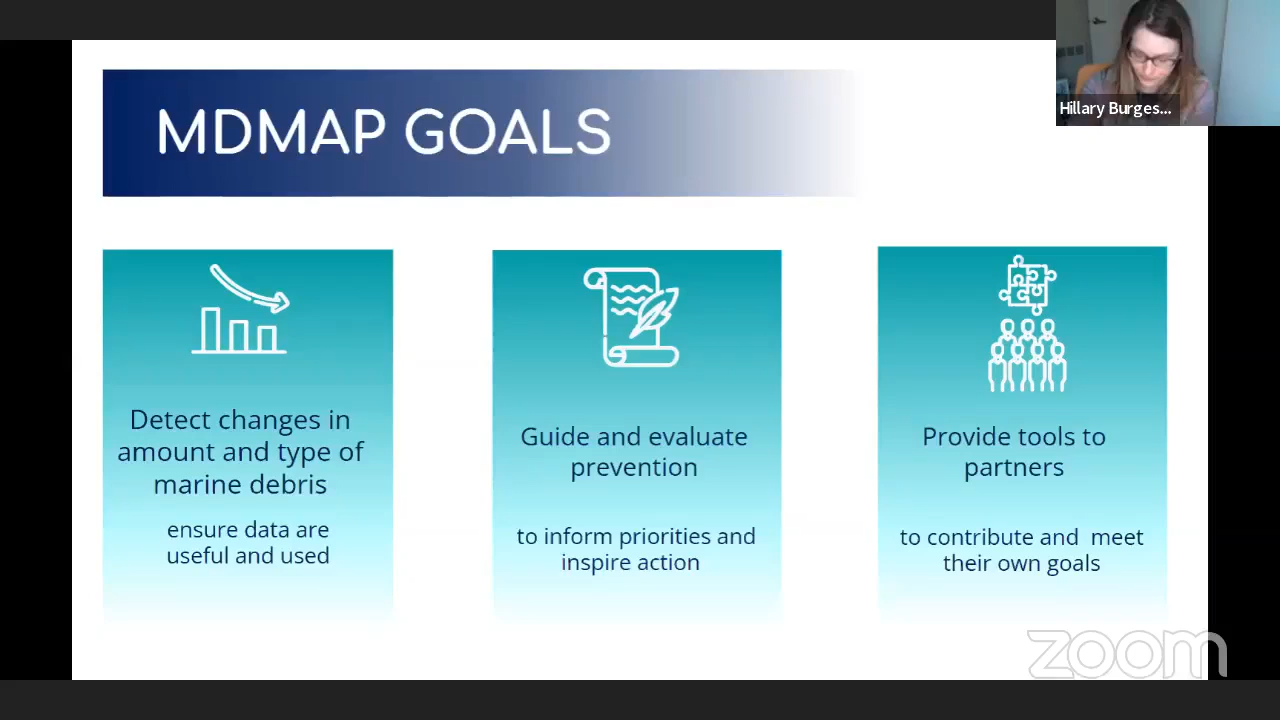 MDMAP GOALS
Hillary Burges...
Detect changes in
amount and type of
marine debris
ensure data are
useful and used
Guide and evaluate
prevention
to inform priorities and
inspire action
Provide tools to
partners
to contribute and meet
their own goals
zoom